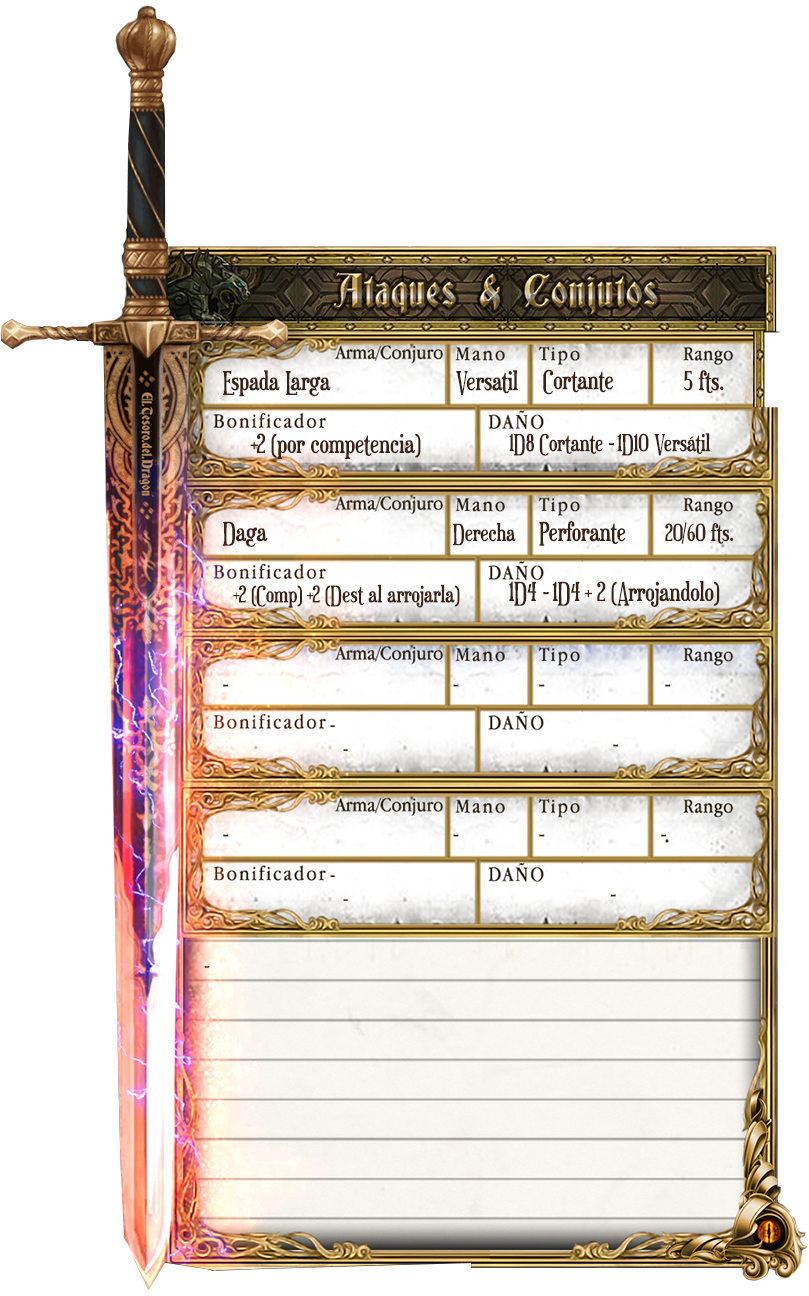 Ataques & Conjutos
El.Tesoro.del.Dragon
Arma/Conjuro Mano Tipo Rango
Espada Larga Versatil Cortante 5 fts.
Bonificador DAÑO
+2 (por competencia) 1D8 Cortante - 1D10 Versátil
Arma/Conjuro Mano Tipo Rango
Daga Derecha Perforante 20/60 fts.
Bonificador DAÑO
+2 (Comp) +2 (Dest al arrojarla) 1D4 - 1D4 + 2 (Arrojandolo)
Arma/Conjuro Mano Tipo Rango
- - - -
Bonificador - DAÑO
- -
Arma/Conjuro Mano Tipo Rango
- - - -.
Bonificador - DAÑO
- -
-